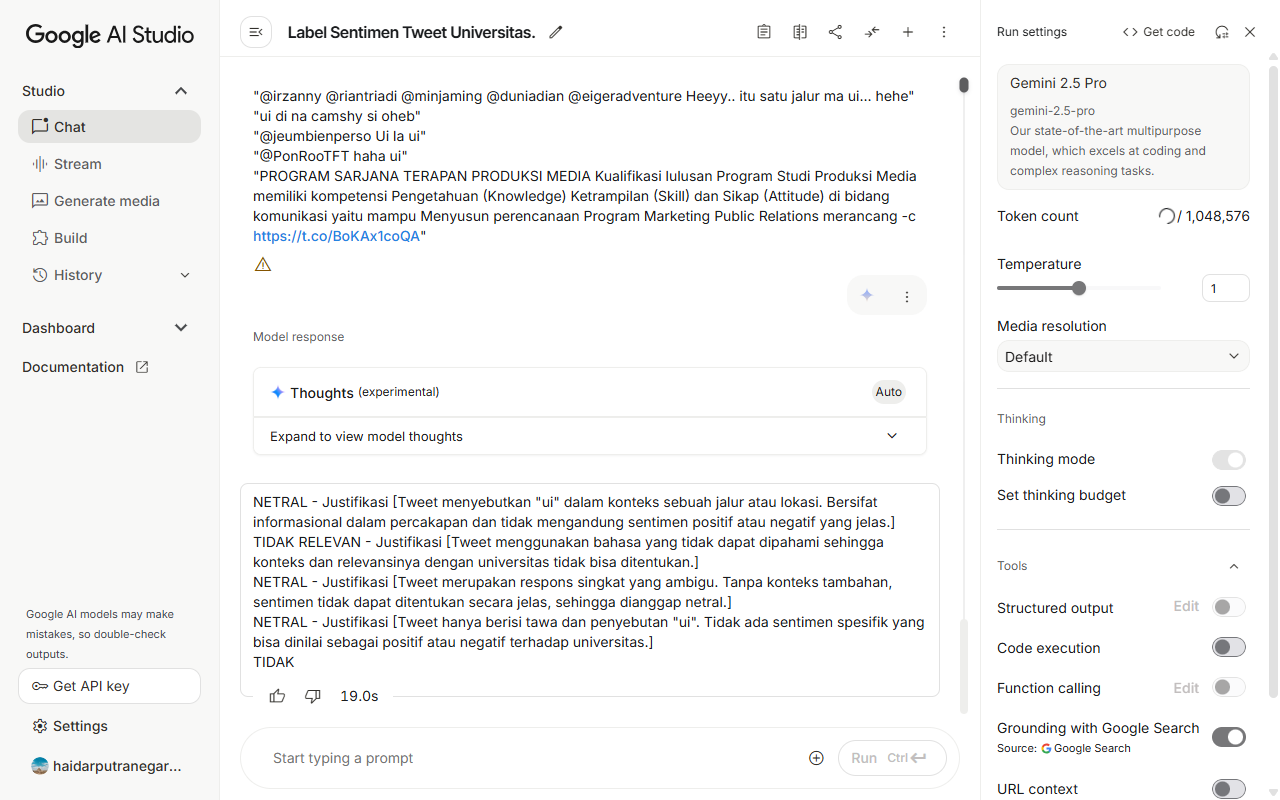 Google AI Studio
Studio
Chat
Stream
Generate media
Build
History
Dashboard
Documentation
Google AI models may make
mistakes, so double-check
outputs.
Get API key
Settings
haidarputranegar...
Label Sentimen Tweet Universitas.
"@irzanny @riantriadi @minjaming @duniadian @eigeradventure Heeyy.. itu satu jalur ma ui... hehe"
"ui di na camshy si oheb"
"@jeumbienperso Ui la ui"
"@PonRooTFT haha ui"
"PROGRAM SARJANA TERAPAN PRODUKSI MEDIA Kualifikasi lulusan Program Studi Produksi Media
memiliki kompetensi Pengetahuan (Knowledge) Ketrampilan (Skill) dan Sikap (Attitude) di bidang
komunikasi yaitu mampu Menyusun perencanaan Program Marketing Public Relations merancang -c
https://t.co/BoKAx1coQA"
Model response
Thoughts (experimental)
Auto
Expand to view model thoughts
NETRAL - Justifikasi [Tweet menyebutkan "ui" dalam konteks sebuah jalur atau lokasi. Bersifat
informasional dalam percakapan dan tidak mengandung sentimen positif atau negatif yang jelas.]
TIDAK RELEVAN - Justifikasi [Tweet menggunakan bahasa yang tidak dapat dipahami sehingga
konteks dan relevansinya dengan universitas tidak bisa ditentukan.]
NETRAL - Justifikasi [Tweet merupakan respons singkat yang ambigu. Tanpa konteks tambahan,
sentimen tidak dapat ditentukan secara jelas, sehingga dianggap netral.]
NETRAL - Justifikasi [Tweet hanya berisi tawa dan penyebutan "ui". Tidak ada sentimen spesifik yang
bisa dinilai sebagai positif atau negatif terhadap universitas.]
TIDAK
19.0s
Start typing a prompt
Run Ctrl
Run settings
Get code
Gemini 2.5 Pro
gemini-2.5-pro
Our state-of-the-art multipurpose
model, which excels at coding and
complex reasoning tasks.
Token count
/ 1,048,576
Temperature
1
Media resolution
Default
Thinking
Thinking mode
Set thinking budget
Tools
Structured output
Edit
Code execution
Function calling
Edit
Grounding with Google Search
Source: Google Search
URL context